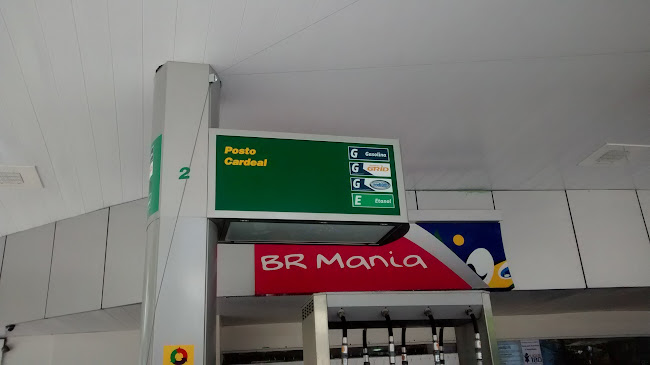 2
Posto
Cardeal
G Gasolina
G GRID
G
E Etanol
BR Mania